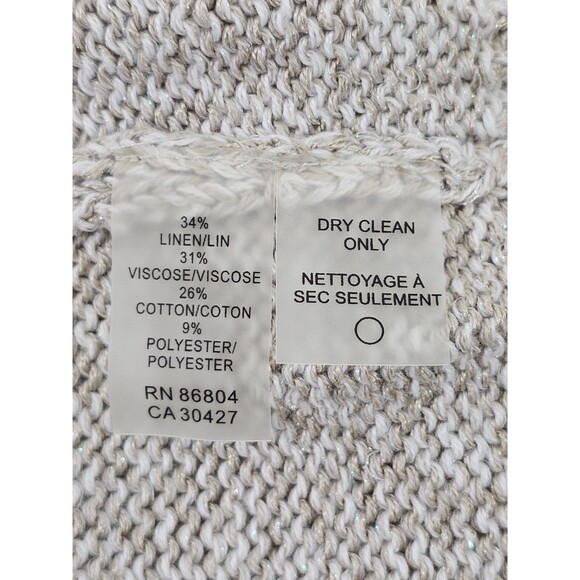 34%
LINEN/LIN
31%
VISCOSE/VISCOSE
26%
COTTON/COTON
9%
POLYESTER/
POLYESTER
RN 86804
CA 30427
DRY CLEAN
ONLY
NETTOYAGE À
SEC SEULEMENT